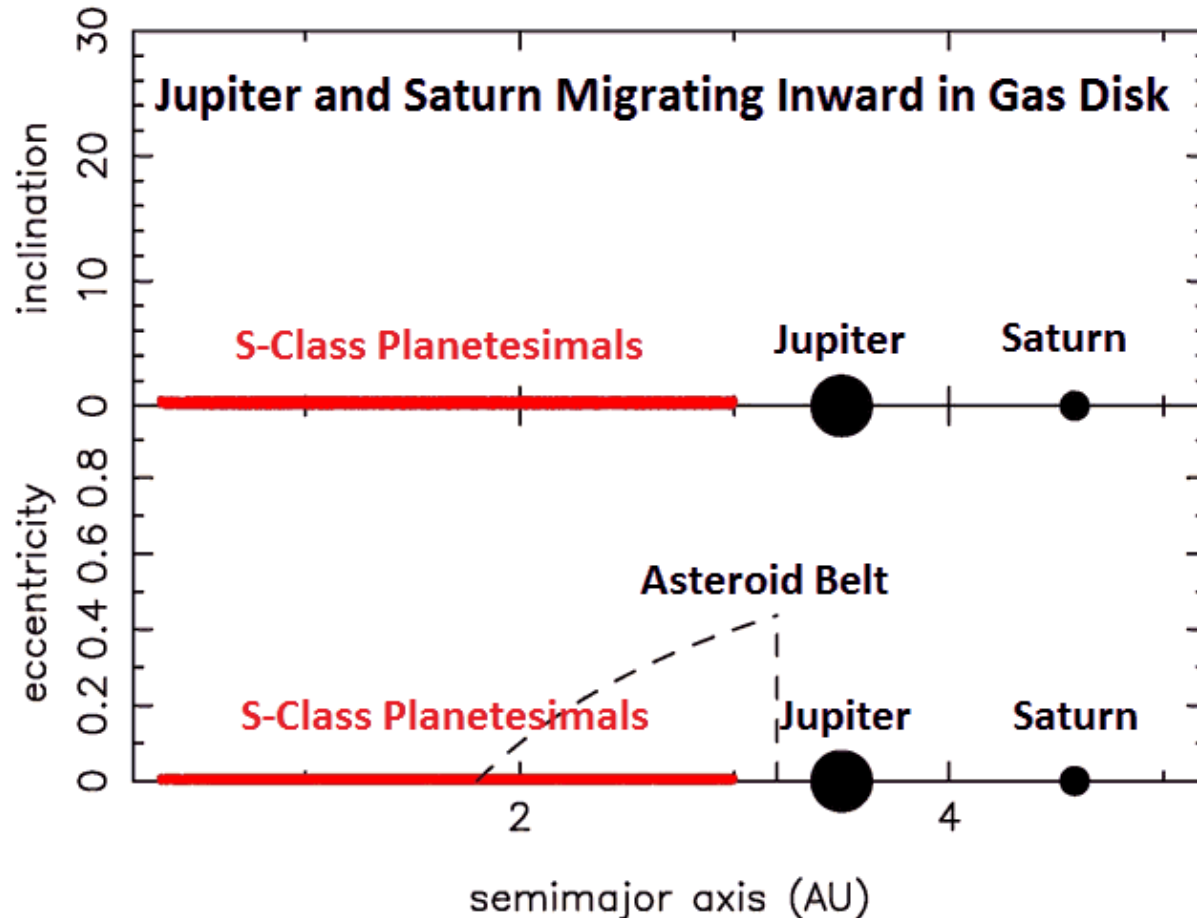 30
Jupiter and Saturn Migrating Inward in Gas Disk
inclination
20
10
S-Class Planetesimals
Jupiter
Saturn
0
eccentricity
0.8
0.6
Asteroid Belt
0.4
0.2
S-Class Planetesimals
Jupiter
Saturn
0
2
4
semimajor axis (AU)